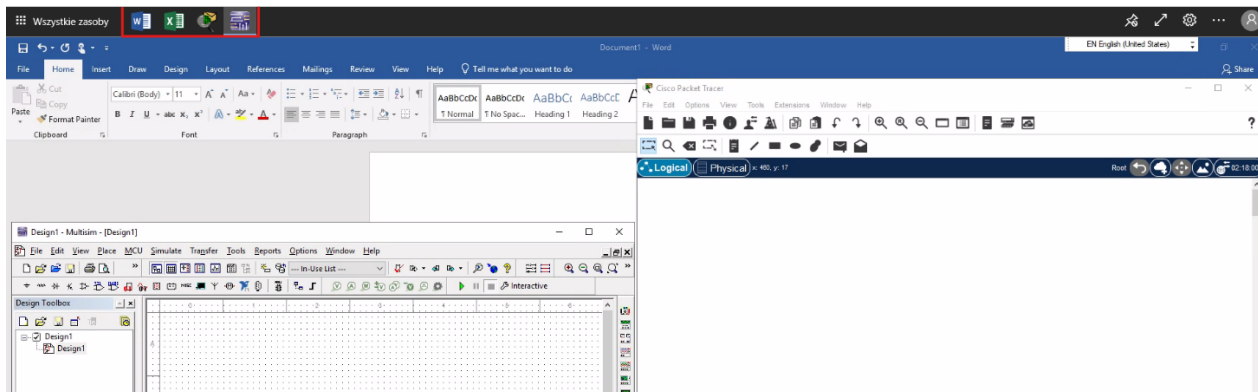 Wszystkie zasoby
Document1 - Word
EN English (United States)
File Home Insert Draw Design Layout References Mailings Review View Help Tell me what you want to do
Share
Cut
Copy
Paste
Format Painter
Clipboard
Calibri (Body) 11
Font
Paragraph
AaBbCcDc AaBbCcDc AaBbCc AaBbCcE
¶ Normal ¶ No Spac... Heading 1 Heading 2
Cisco Packet Tracer
File Edit Options View Tools Extensions Window Help
Logical Physical x: 460, y: 17
Root
02:18:00
Design1 - Multisim - [Design1]
File Edit View Place MCU Simulate Transfer Tools Reports Options Window Help
--- In-Use List ---
Interactive
Design Toolbox
Design1
Design1